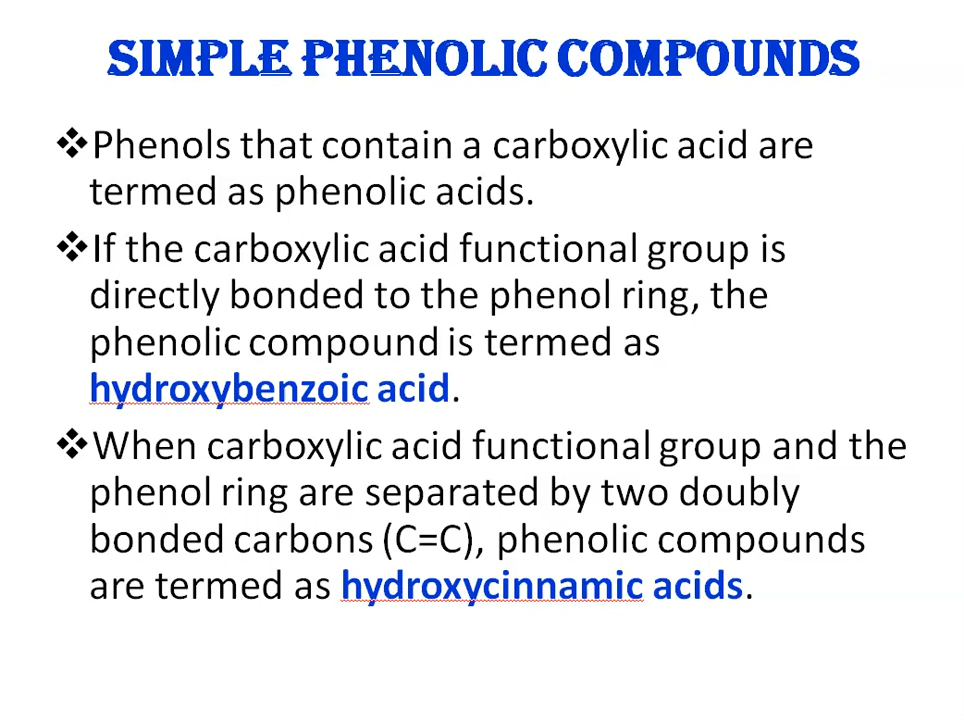 SIMPLE PHENOLIC COMPOUNDS
❖Phenols that contain a carboxylic acid are
termed as phenolic acids.
❖If the carboxylic acid functional group is
directly bonded to the phenol ring, the
phenolic compound is termed as
hydroxybenzoic acid.
❖When carboxylic acid functional group and the
phenol ring are separated by two doubly
bonded carbons (C=C), phenolic compounds
are termed as hydroxycinnamic acids.